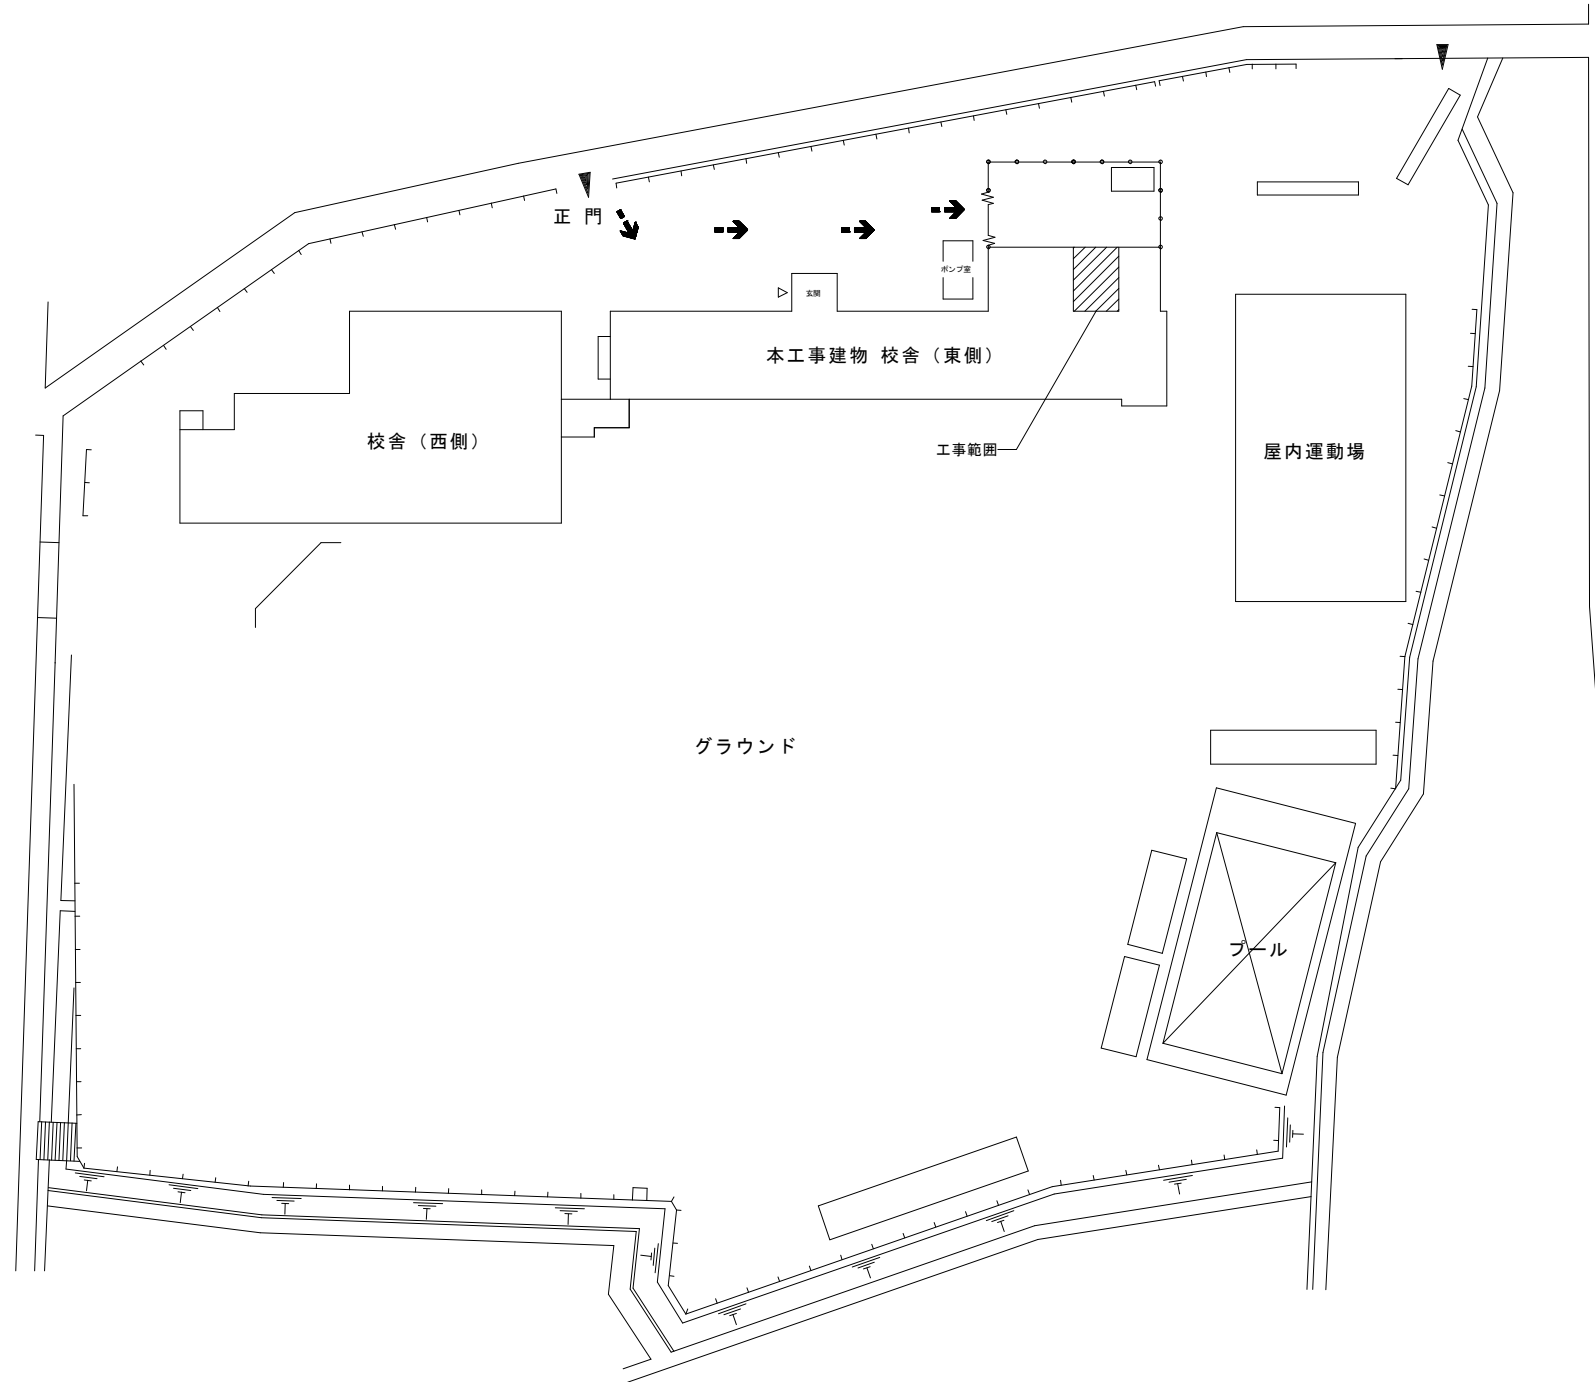 正 門
ポンプ室
玄関
本工事建物 校舎（東側）
校舎（西側）
工事範囲
屋内運動場
グラウンド
プール